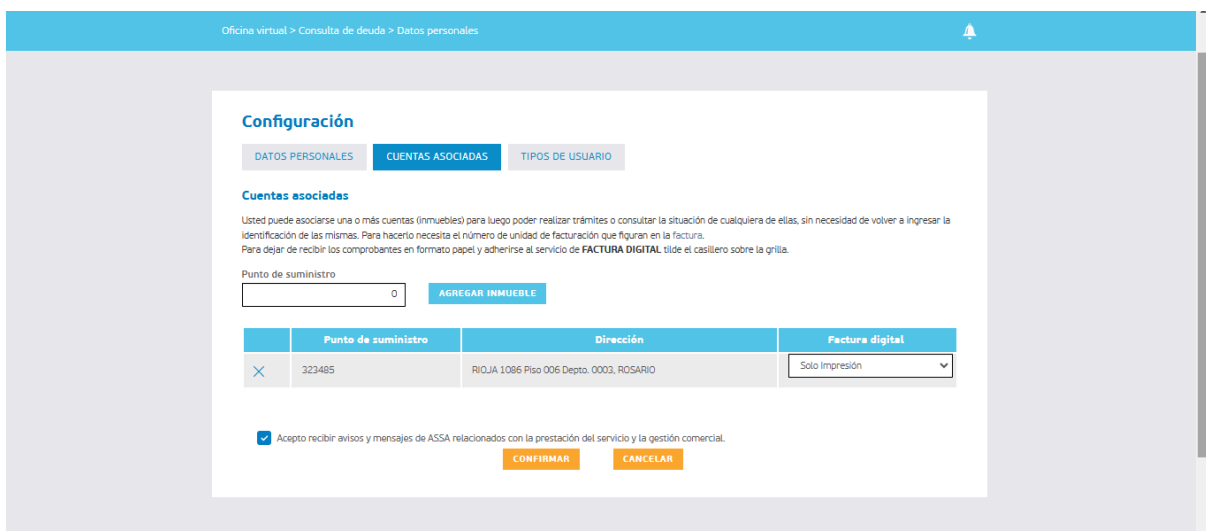 Oficina virtual > Consulta de deuda > Datos personales
Configuración
DATOS PERSONALES
CUENTAS ASOCIADAS
TIPOS DE USUARIO
Cuentas asociadas
Usted puede asociarse una o más cuentas (inmuebles) para luego poder realizar trámites o consultar la situación de cualquiera de ellas, sin necesidad de volver a ingresar la
identificación de las mismas. Para hacerlo necesita el número de unidad de facturación que figuran en la factura.
Para dejar de recibir los comprobantes en formato papel y adherirse al servicio de FACTURA DIGITAL tilde el casillero sobre la grilla.
Punto de suministro
0
AGREGAR INMUEBLE
Punto de suministro
Dirección
Factura digital
323485
RIOJA 1086 Piso 006 Depto. 0003, ROSARIO
Solo Impresión
Acepto recibir avisos y mensajes de ASSA relacionados con la prestación del servicio y la gestión comercial.
CONFIRMAR
CANCELAR